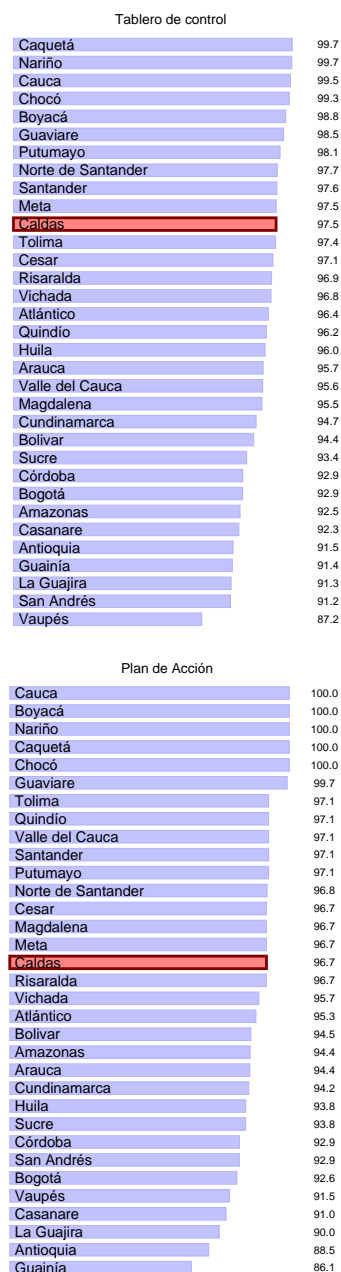 Tablero de control
Caquetá 99.7
Nariño 99.7
Cauca 99.5
Chocó 99.3
Boyacá 98.8
Guaviare 98.5
Putumayo 98.1
Norte de Santander 97.7
Santander 97.6
Meta 97.5
Caldas 97.5
Tolima 97.4
Cesar 97.1
Risaralda 96.9
Vichada 96.8
Atlántico 96.4
Quindío 96.2
Huila 96.0
Arauca 95.7
Valle del Cauca 95.6
Magdalena 95.5
Cundinamarca 94.7
Bolivar 94.4
Sucre 93.4
Córdoba 92.9
Bogotá 92.9
Amazonas 92.5
Casanare 92.3
Antioquia 91.5
Guainía 91.4
La Guajira 91.3
San Andrés 91.2
Vaupés 87.2
Plan de Acción
Cauca 100.0
Boyacá 100.0
Nariño 100.0
Caquetá 100.0
Chocó 100.0
Guaviare 99.7
Tolima 97.1
Quindío 97.1
Valle del Cauca 97.1
Santander 97.1
Putumayo 97.1
Norte de Santander 96.8
Cesar 96.7
Magdalena 96.7
Meta 96.7
Caldas 96.7
Risaralda 96.7
Vichada 95.7
Atlántico 95.3
Bolivar 94.5
Amazonas 94.4
Arauca 94.4
Cundinamarca 94.2
Huila 93.8
Sucre 93.8
Córdoba 92.9
San Andrés 92.9
Bogotá 92.6
Vaupés 91.5
Casanare 91.0
La Guajira 90.0
Antioquia 88.5
Guainía 86.1